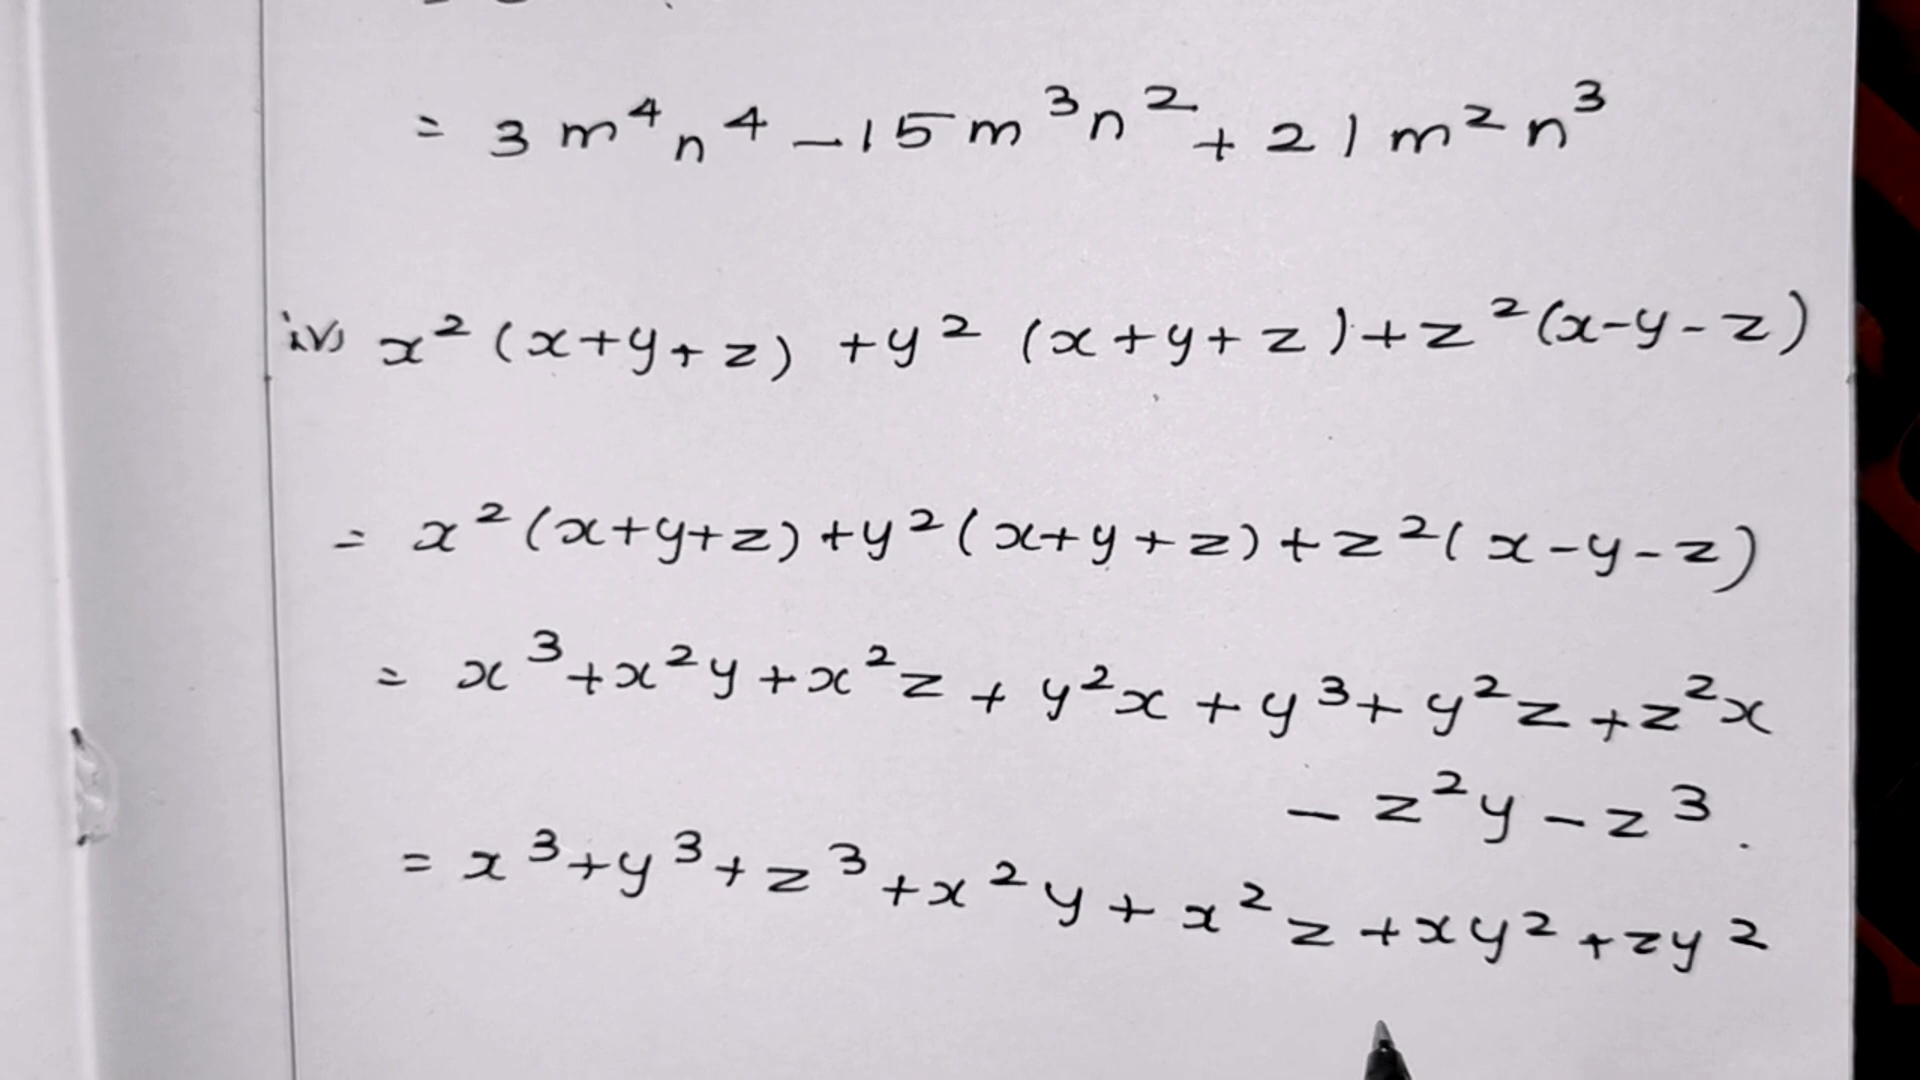 = 3m⁴n⁴ - 15m³n² + 21m²n³
iv) x²(x+y+z) + y²(x+y+z) + z²(x-y-z)
= x²(x+y+z) + y²(x+y+z) + z²(x-y-z)
= x³ + x²y + x²z + y²x + y³ + y²z + z²x
- z²y - z³.
= x³ + y³ + z³ + x²y + x²z + xy² + zy²